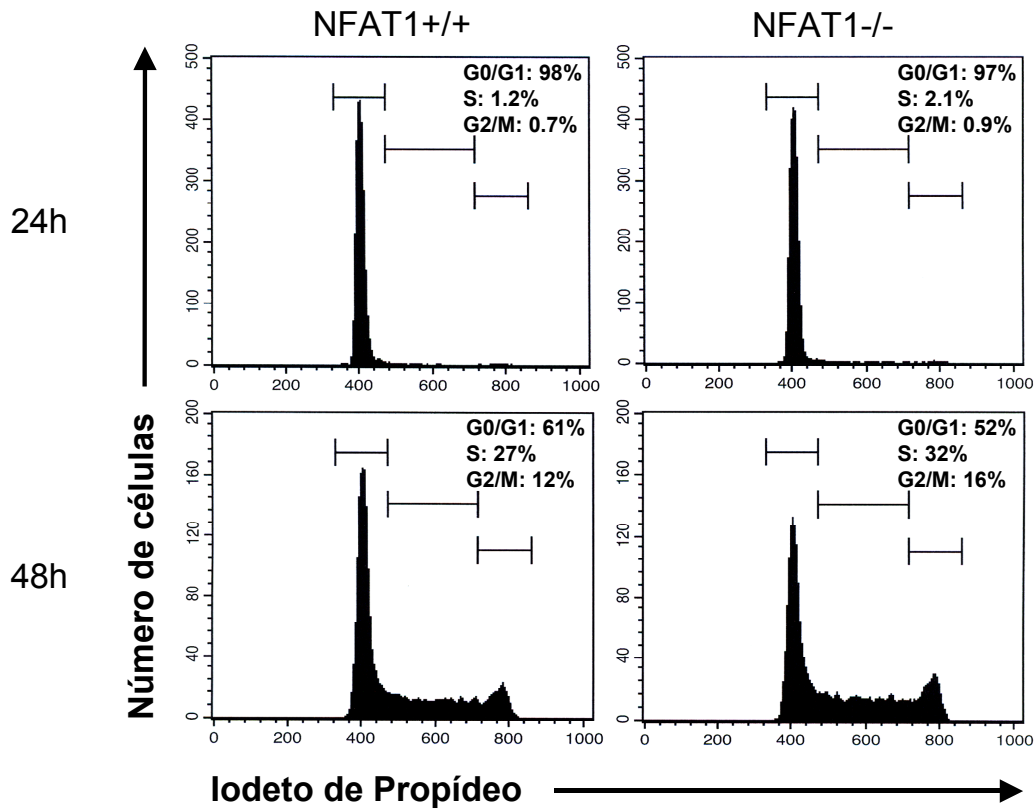 NFAT1+/+
NFAT1-/-
24h
500
400
300
200
100
0
G0/G1: 98%
S: 1.2%
G2/M: 0.7%
0 200 400 600 800 1000
500
400
300
200
100
0
G0/G1: 97%
S: 2.1%
G2/M: 0.9%
0 200 400 600 800 1000
48h
Número de células
200
160
120
80
40
0
G0/G1: 61%
S: 27%
G2/M: 12%
0 200 400 600 800 1000
200
160
120
80
40
0
G0/G1: 52%
S: 32%
G2/M: 16%
0 200 400 600 800 1000
Iodeto de Propídeo